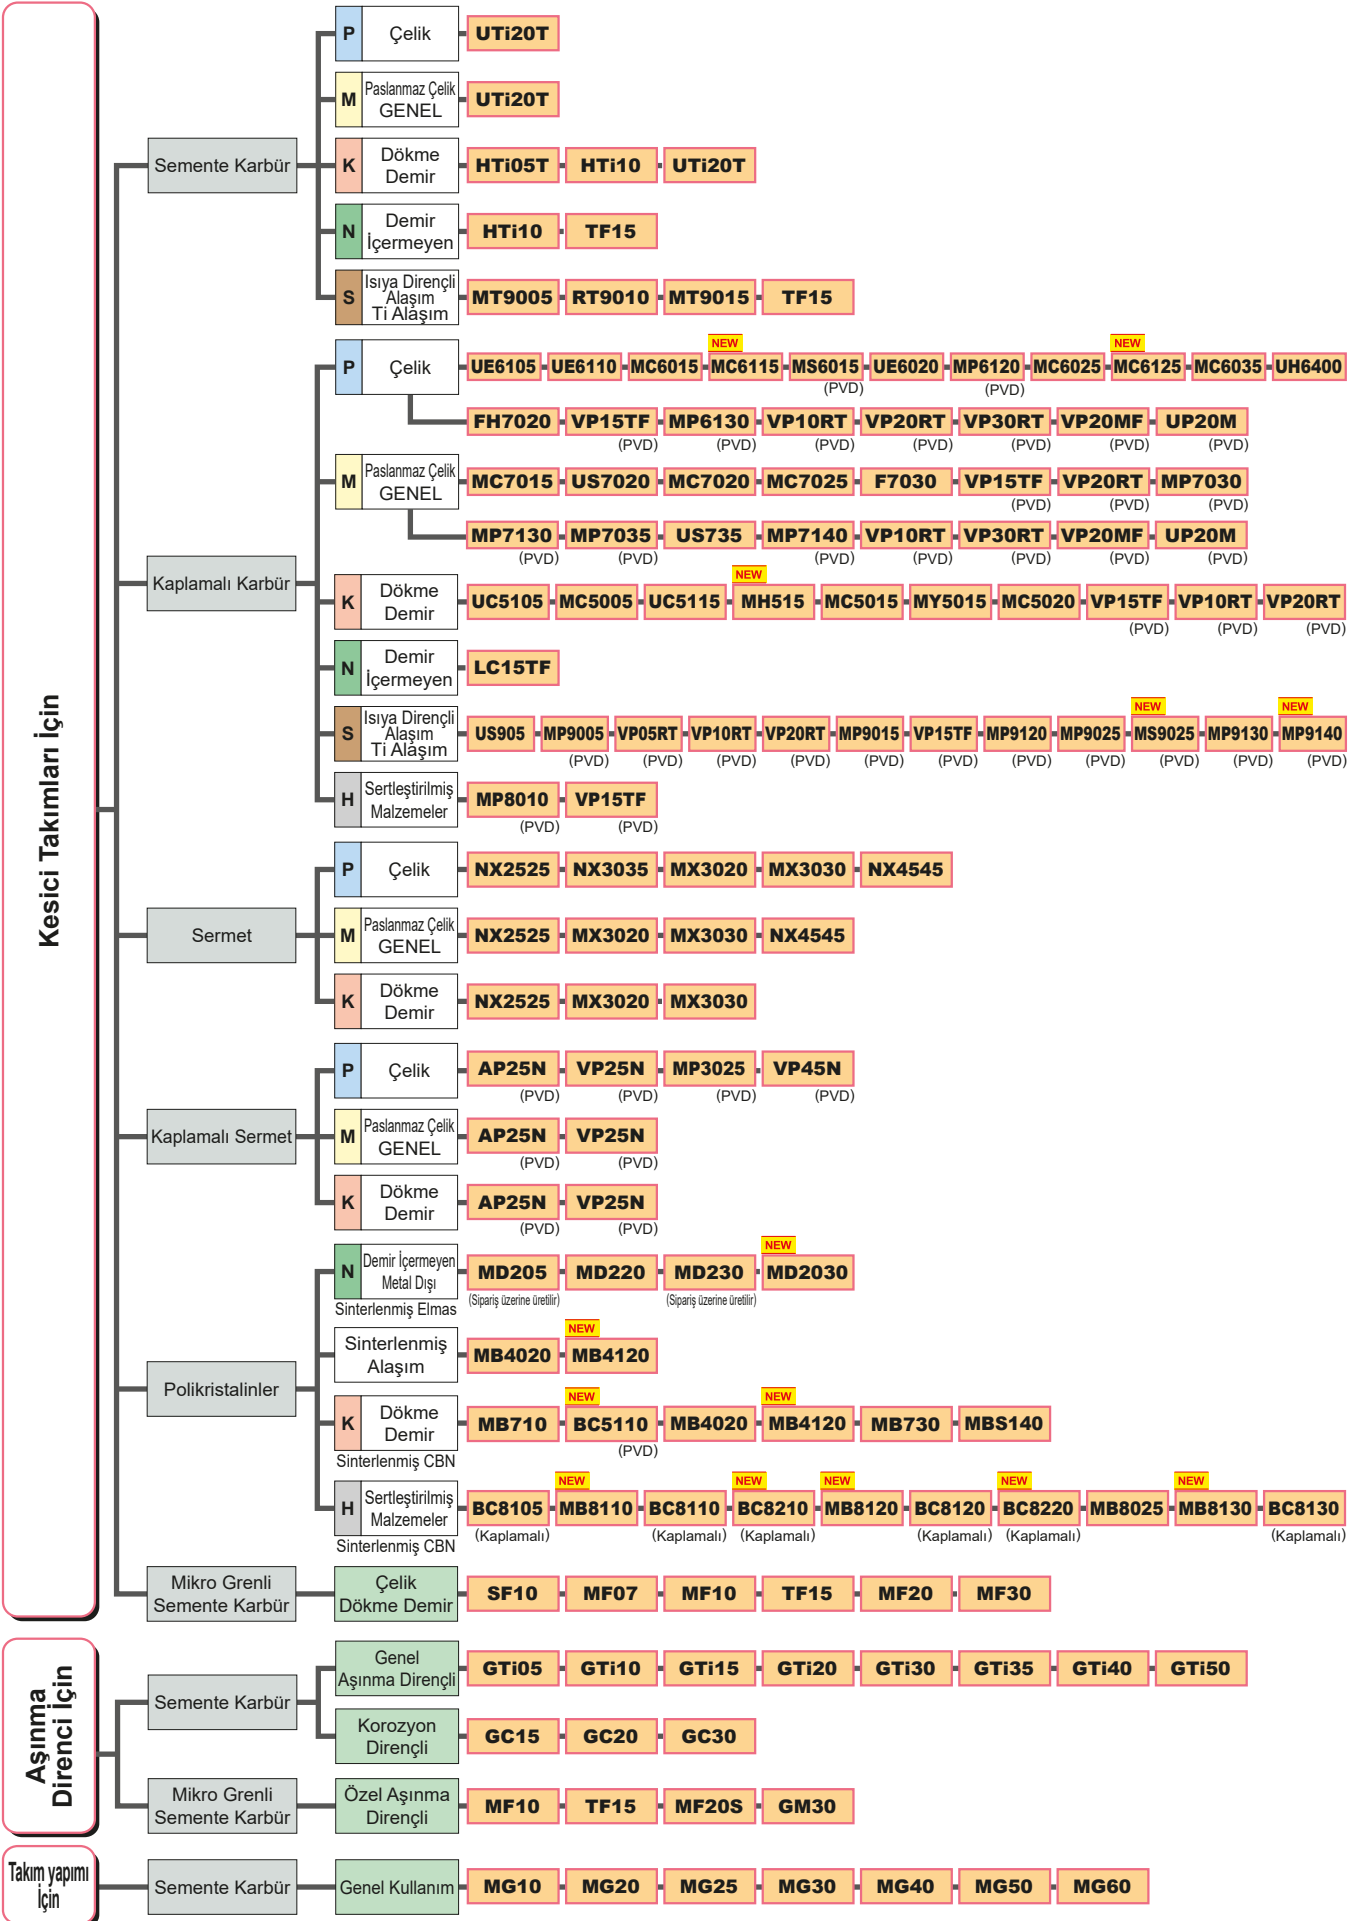 Kesici Takımları İçin
Semente Karbür
P
Çelik
UTi20T
M
Paslanmaz Çelik
GENEL
UTi20T
K
Dökme
Demir
HTi05T HTi10 UTi20T
N
Demir
İçermeyen
HTi10 TF15
S
Isıya Dirençli
Alaşım
Ti Alaşım
MT9005 RT9010 MT9015 TF15
Kaplamalı Karbür
P
Çelik
NEW NEW
UE6105 UE6110 MC6015 MC6115 MS6015 UE6020 MP6120 MC6025 MC6125 MC6035 UH6400
(PVD) (PVD)
FH7020 VP15TF MP6130 VP10RT VP20RT VP30RT VP20MF UP20M
(PVD) (PVD) (PVD) (PVD) (PVD) (PVD) (PVD)
M
Paslanmaz Çelik
GENEL
MC7015 US7020 MC7020 MC7025 F7030 VP15TF VP20RT MP7030
(PVD) (PVD) (PVD)
MP7130 MP7035 US735 MP7140 VP10RT VP30RT VP20MF UP20M
(PVD) (PVD) (PVD) (PVD) (PVD) (PVD) (PVD)
K
Dökme
Demir
NEW
UC5105 MC5005 UC5115 MH515 MC5015 MY5015 MC5020 VP15TF VP10RT VP20RT
(PVD) (PVD) (PVD)
N
Demir
İçermeyen
LC15TF
S
Isıya Dirençli
Alaşım
Ti Alaşım
NEW NEW
US905 MP9005 VP05RT VP10RT VP20RT MP9015 VP15TF MP9120 MP9025 MS9025 MP9130 MP9140
(PVD) (PVD) (PVD) (PVD) (PVD) (PVD) (PVD) (PVD) (PVD) (PVD) (PVD)
H
Sertleştirilmiş
Malzemeler
MP8010 VP15TF
(PVD) (PVD)
Sermet
P
Çelik
NX2525 NX3035 MX3020 MX3030 NX4545
M
Paslanmaz Çelik
GENEL
NX2525 MX3020 MX3030 NX4545
K
Dökme
Demir
NX2525 MX3020 MX3030
Kaplamalı Sermet
P
Çelik
AP25N VP25N MP3025 VP45N
(PVD) (PVD) (PVD) (PVD)
M
Paslanmaz Çelik
GENEL
AP25N VP25N
(PVD) (PVD)
K
Dökme
Demir
AP25N VP25N
(PVD) (PVD)
Polikristalinler
N
Demir İçermeyen
Metal Dışı
Sinterlenmiş Elmas
NEW
MD205 MD220 MD230 MD2030
(Sipariş üzerine üretilir) (Sipariş üzerine üretilir)
Sinterlenmiş
Alaşım
NEW
MB4020 MB4120
K
Dökme
Demir
Sinterlenmiş CBN
NEW NEW
MB710 BC5110 MB4020 MB4120 MB730 MBS140
(PVD)
H
Sertleştirilmiş
Malzemeler
Sinterlenmiş CBN
NEW NEW NEW NEW NEW
BC8105 MB8110 BC8110 BC8210 MB8120 BC8120 BC8220 MB8025 MB8130 BC8130
(Kaplamalı) (Kaplamalı) (Kaplamalı) (Kaplamalı) (Kaplamalı) (Kaplamalı)
Mikro Grenli
Semente Karbür
Çelik
Dökme Demir
SF10 MF07 MF10 TF15 MF20 MF30
Aşınma
Direnci İçin
Semente Karbür
Genel
Aşınma Dirençli
GTi05 GTi10 GTi15 GTi20 GTi30 GTi35 GTi40 GTi50
Korozyon
Dirençli
GC15 GC20 GC30
Mikro Grenli
Semente Karbür
Özel Aşınma
Dirençli
MF10 TF15 MF20S GM30
Takım yapımı
İçin
Semente Karbür
Genel Kullanım
MG10 MG20 MG25 MG30 MG40 MG50 MG60